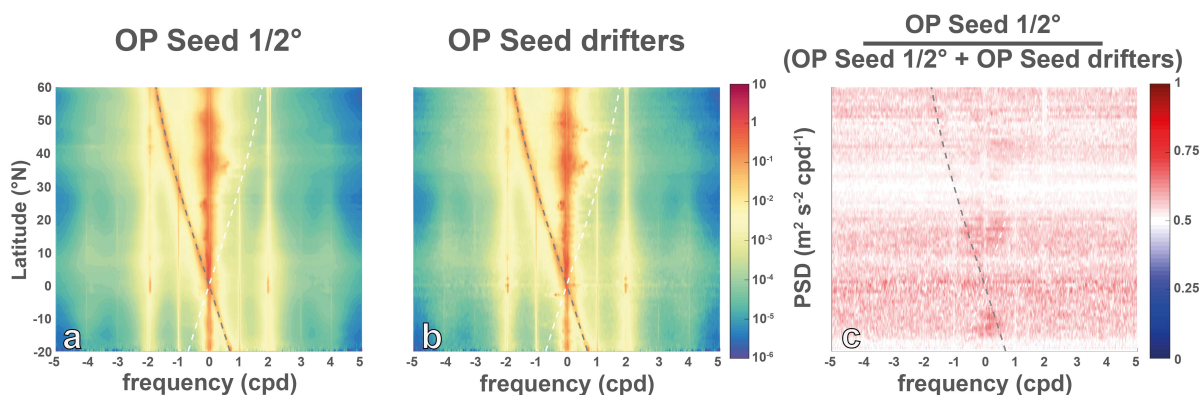 OP Seed 1/2°
OP Seed drifters
OP Seed 1/2°
(OP Seed 1/2° + OP Seed drifters)
Latitude (°N)
60
50
40
30
20
10
0
-10
-20
a
-5 -4 -3 -2 -1 0 1 2 3 4 5
frequency (cpd)
b
-5 -4 -3 -2 -1 0 1 2 3 4 5
frequency (cpd)
10
1
10⁻¹
10⁻²
10⁻³
10⁻⁴
10⁻⁵
10⁻⁶
PSD (m² s⁻² cpd⁻¹)
c
-5 -4 -3 -2 -1 0 1 2 3 4 5
frequency (cpd)
1
0.75
0.5
0.25
0